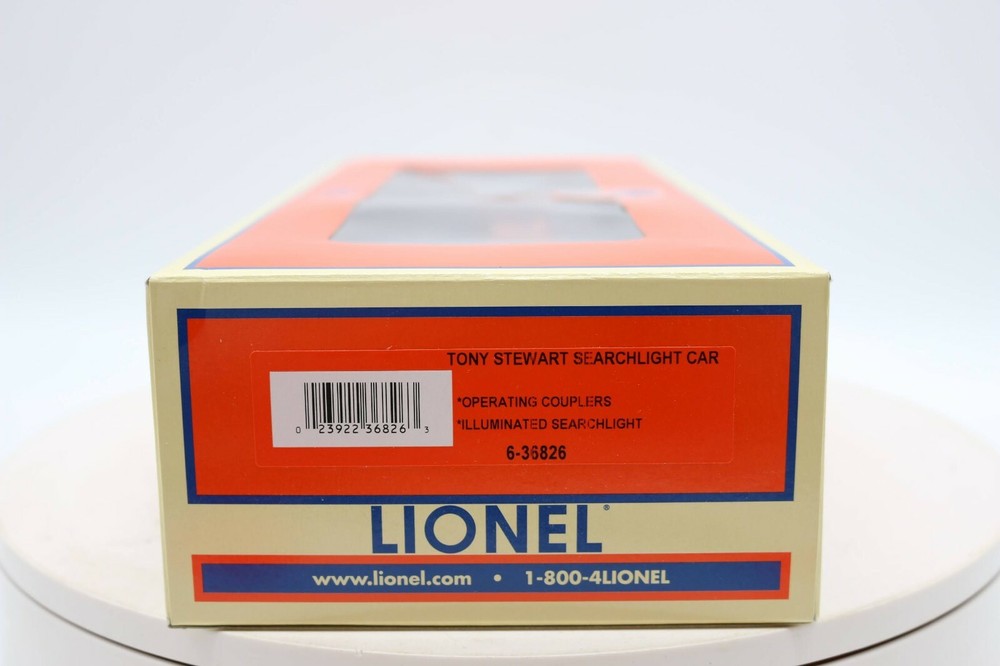 TONY STEWART SEARCHLIGHT CAR
*OPERATING COUPLERS
*ILLUMINATED SEARCHLIGHT
6-36826
0 23922 36826 3
LIONEL®
www.lionel.com • 1-800-4LIONEL